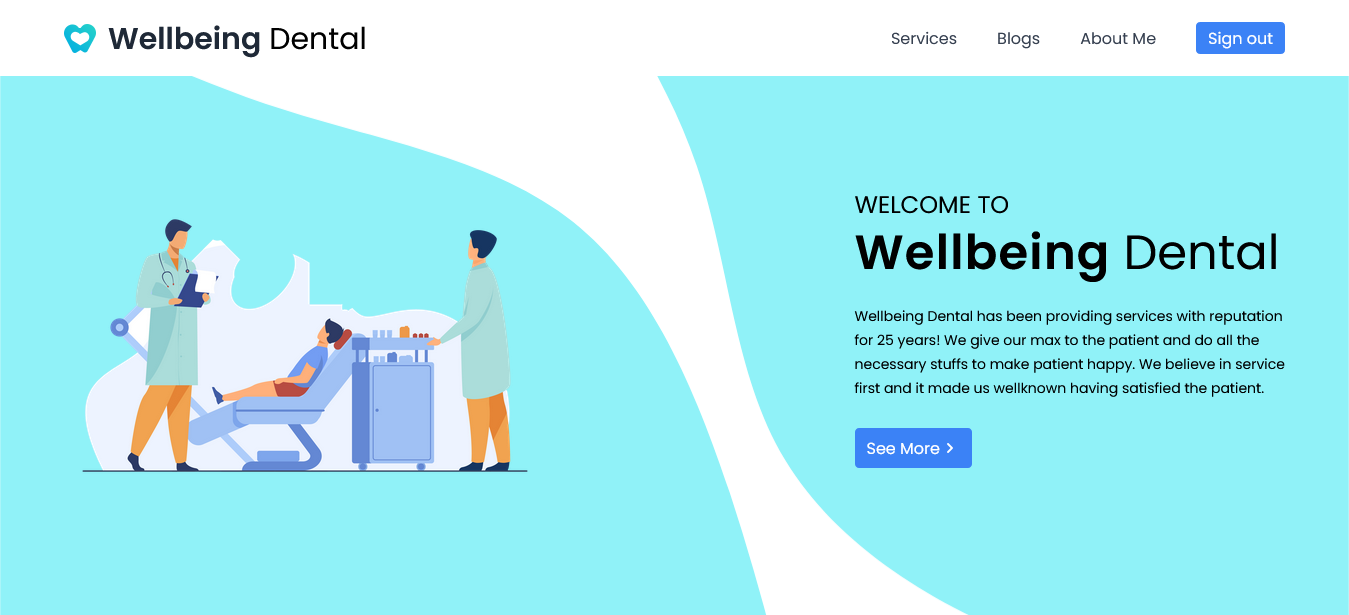 Wellbeing Dental
Services Blogs About Me Sign out
WELCOME TO
Wellbeing Dental
Wellbeing Dental has been providing services with reputation
for 25 years! We give our max to the patient and do all the
necessary stuffs to make patient happy. We believe in service
first and it made us wellknown having satisfied the patient.
See More